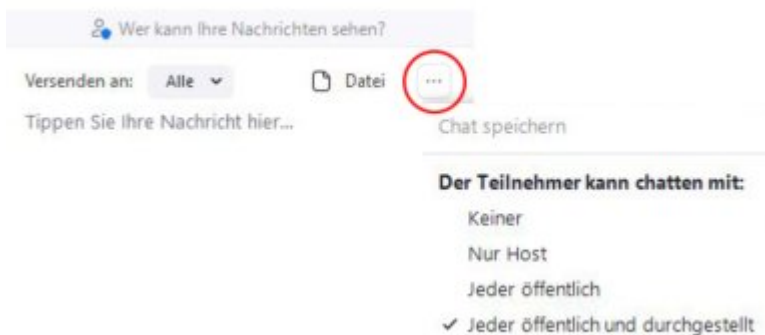 Wer kann Ihre Nachrichten sehen?
Versenden an: Alle Datei ...
Tippen Sie Ihre Nachricht hier...
Chat speichern
Der Teilnehmer kann chatten mit:
Keiner
Nur Host
Jeder öffentlich
✓ Jeder öffentlich und durchgestellt